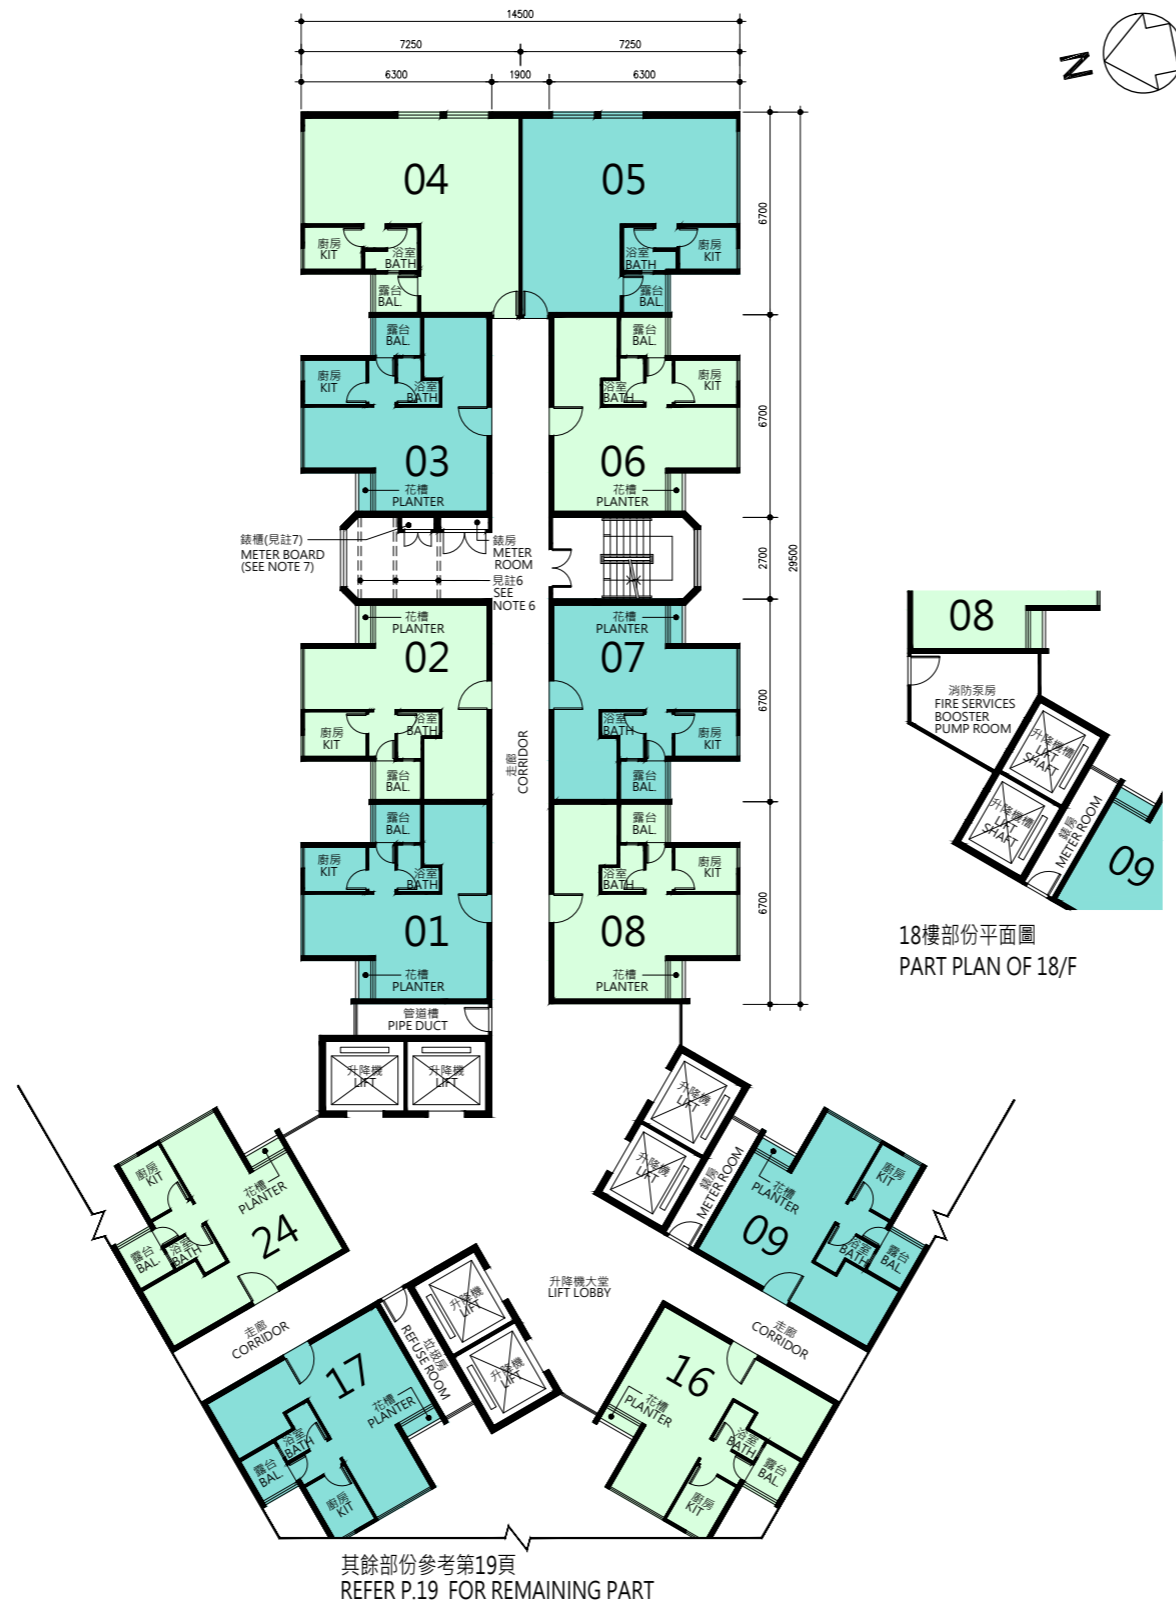 14500
7250
7250
6300
1900
6300
N
04
05
6700
廚房
KIT
浴室
BATH
露台
BAL.
浴室
BATH
廚房
KIT
露台
BAL.
露台
BAL.
廚房
KIT
浴室
BATH
03
花槽
PLANTER
露台
BAL.
浴室
BATH
廚房
KIT
06
花槽
PLANTER
6700
錶櫃(見註7)
METER BOARD
(SEE NOTE 7)
錶房
METER
ROOM
見註6
SEE
NOTE 6
2700
29500
花槽
PLANTER
02
廚房
KIT
浴室
BATH
露台
BAL.
走廊
CORRIDOR
花槽
PLANTER
07
浴室
BATH
廚房
KIT
露台
BAL.
6700
露台
BAL.
廚房
KIT
浴室
BATH
01
花槽
PLANTER
露台
BAL.
浴室
BATH
廚房
KIT
08
花槽
PLANTER
6700
08
消防泵房
FIRE SERVICES
BOOSTER
PUMP ROOM
升降機槽
LIFT
SHAFT
升降機槽
LIFT
SHAFT
錶房
METER ROOM
09
18樓部份平面圖
PART PLAN OF 18/F
管道槽
PIPE DUCT
升降機
LIFT
升降機
LIFT
升降機
LIFT
升降機
LIFT
錶房
METER ROOM
廚房
KIT
花槽
PLANTER
24
露台
BAL.
浴室
BATH
花槽
PLANTER
廚房
KIT
09
浴室
BATH
露台
BAL.
升降機大堂
LIFT LOBBY
走廊
CORRIDOR
走廊
CORRIDOR
升降機
LIFT
升降機
LIFT
垃圾房
REFUSE ROOM
17
花槽
PLANTER
浴室
BATH
露台
BAL.
廚房
KIT
16
花槽
PLANTER
浴室
BATH
露台
BAL.
廚房
KIT
其餘部份參考第19頁
REFER P.19 FOR REMAINING PART